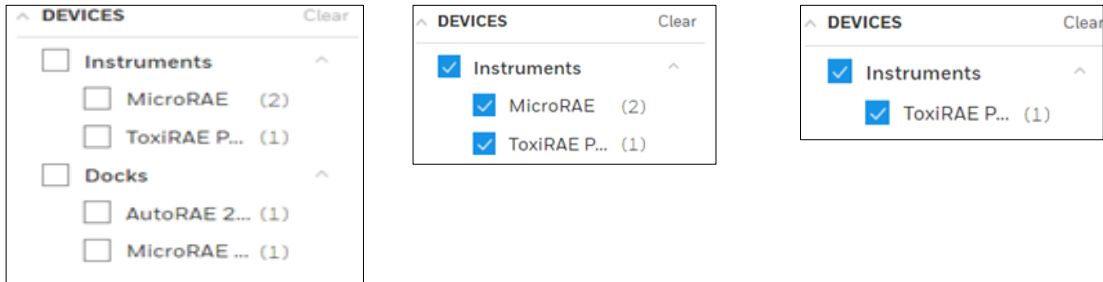 DEVICES Clear
Instruments
MicroRAE (2)
ToxiRAE P... (1)
Docks
AutoRAE 2... (1)
MicroRAE ... (1)
DEVICES Clear
Instruments
MicroRAE (2)
ToxiRAE P... (1)
DEVICES Clear
Instruments
ToxiRAE P... (1)